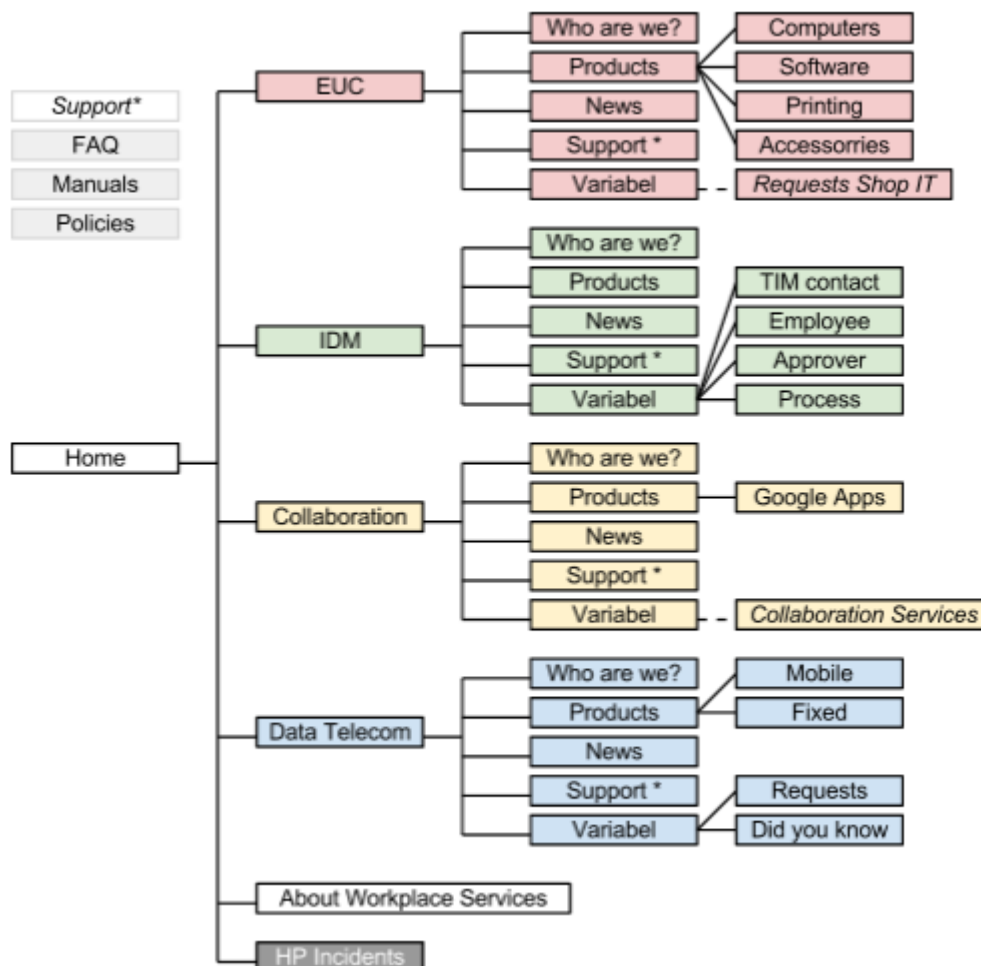 Support*
FAQ
Manuals
Policies
Home
EUC
Who are we?
Products
Computers
Software
Printing
Accessorries
News
Support *
Variabel
Requests Shop IT
IDM
Who are we?
Products
News
Support *
Variabel
TIM contact
Employee
Approver
Process
Collaboration
Who are we?
Products
Google Apps
News
Support *
Variabel
Collaboration Services
Data Telecom
Who are we?
Products
Mobile
Fixed
News
Support *
Variabel
Requests
Did you know
About Workplace Services
HP Incidents